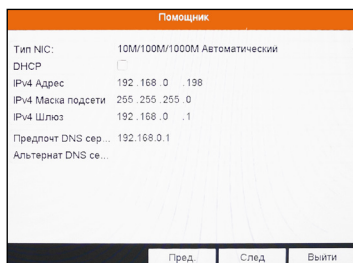 Помощник
Тип NIC: 10M/100M/1000M Автоматический
DHCP
IPv4 Адрес 192 .168 .0 .198
IPv4 Маска подсети 255 .255 .255 .0
IPv4 Шлюз 192 .168 .0 .1
Предпочт DNS сер... 192.168.0.1
Альтернат DNS се...
Пред. След Выйти